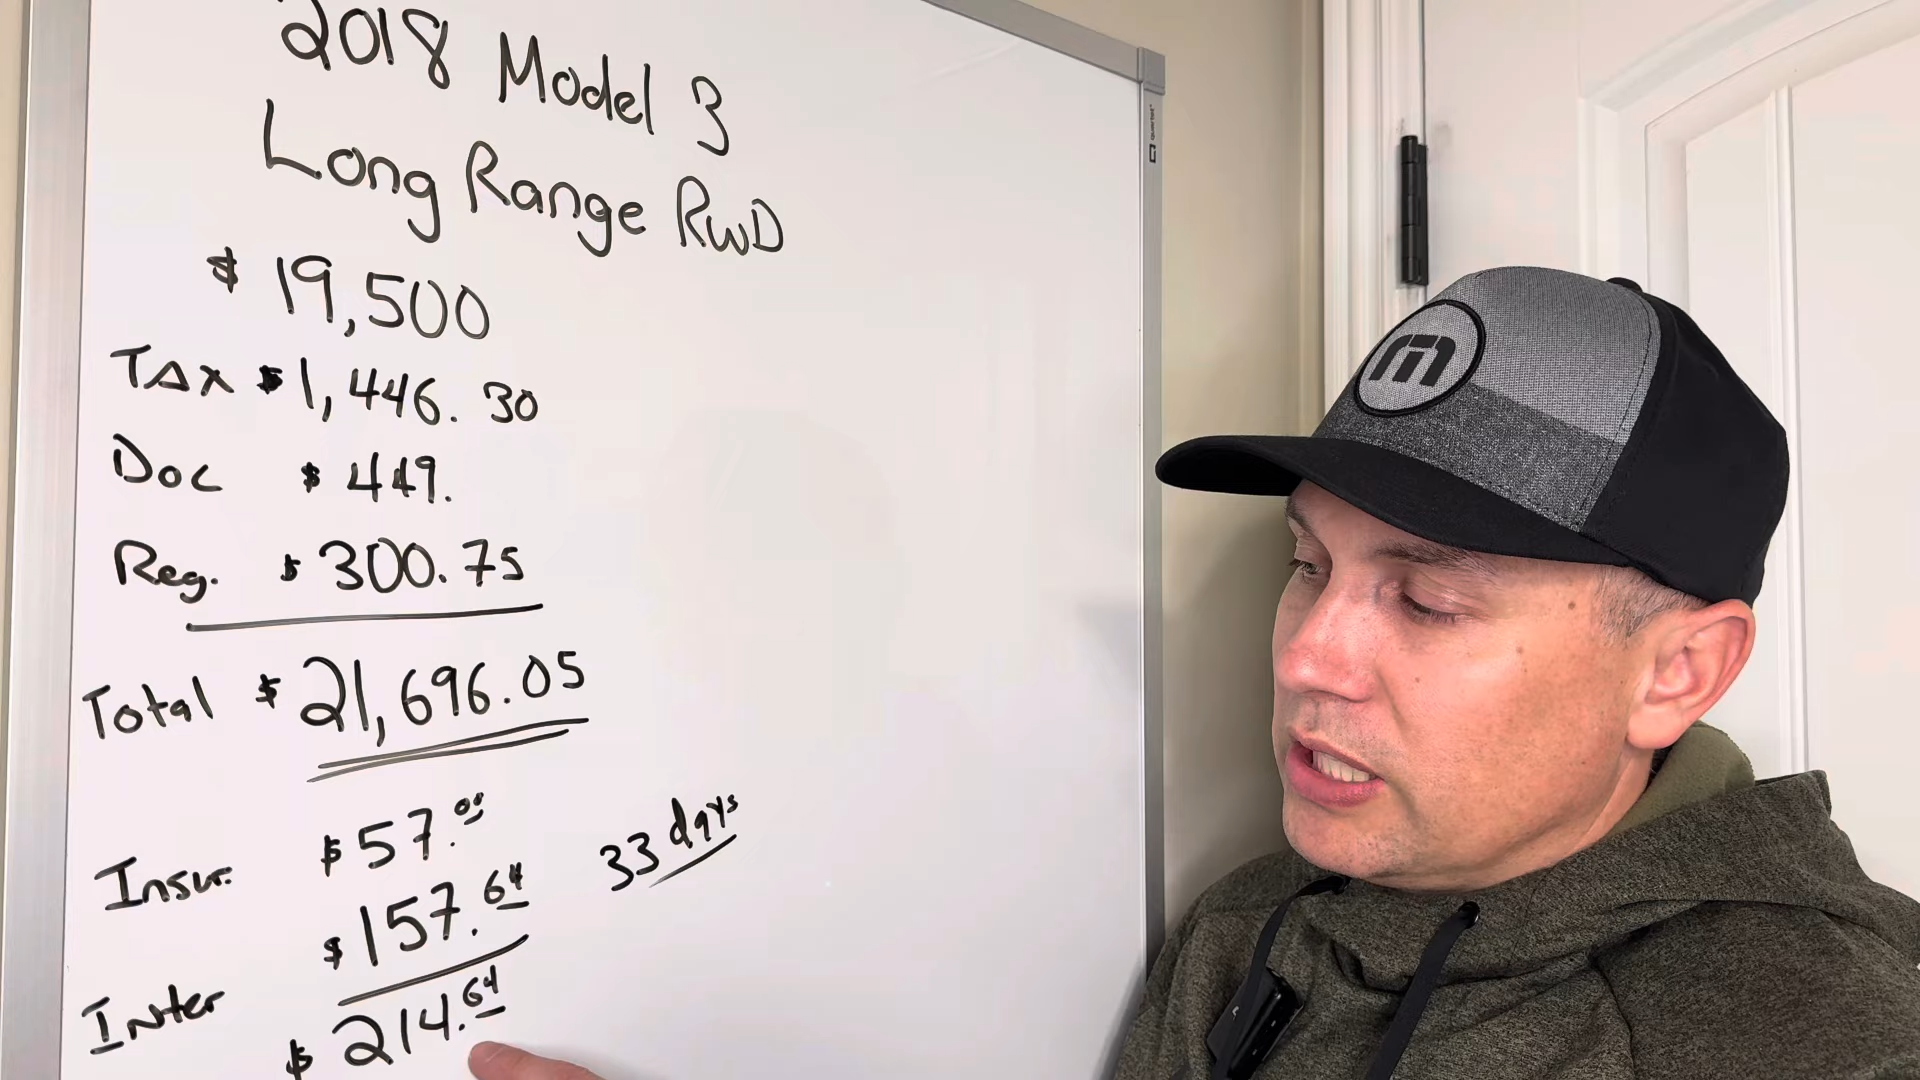 2018 Model 3
Long Range RWD
$ 19,500
TAX $1,446.30
Doc $ 449.
Reg. $ 300.75
Total $ 21,696.05
Insur. $57.00
33 days
Inter $157.64
$ 214.64
quartet
m